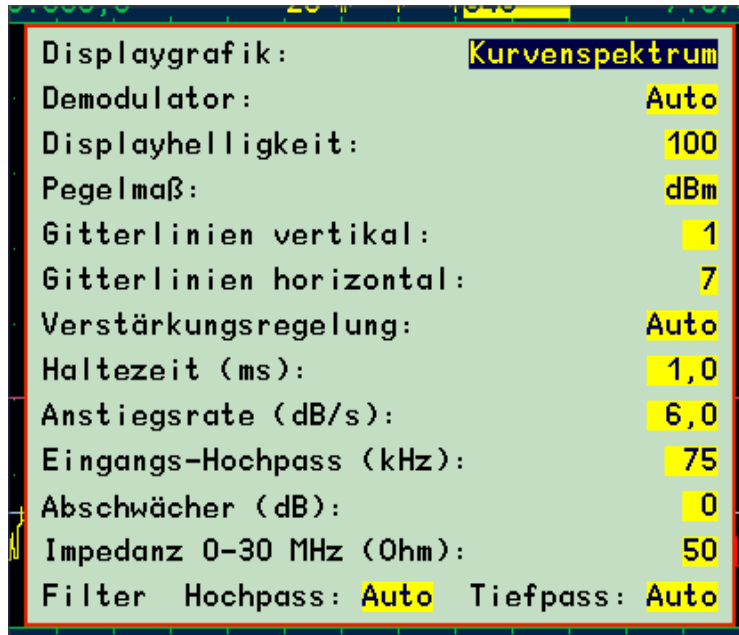 Displaygrafik: Kurvenspektrum
Demodulator: Auto
Displayhelligkeit: 100
Pegelmaß: dBm
Gitterlinien vertikal: 1
Gitterlinien horizontal: 7
Verstärkungsregelung: Auto
Haltezeit (ms): 1,0
Anstiegsrate (dB/s): 6,0
Eingangs-Hochpass (kHz): 75
Abschwächer (dB): 0
Impedanz 0-30 MHz (Ohm): 50
Filter Hochpass: Auto Tiefpass: Auto